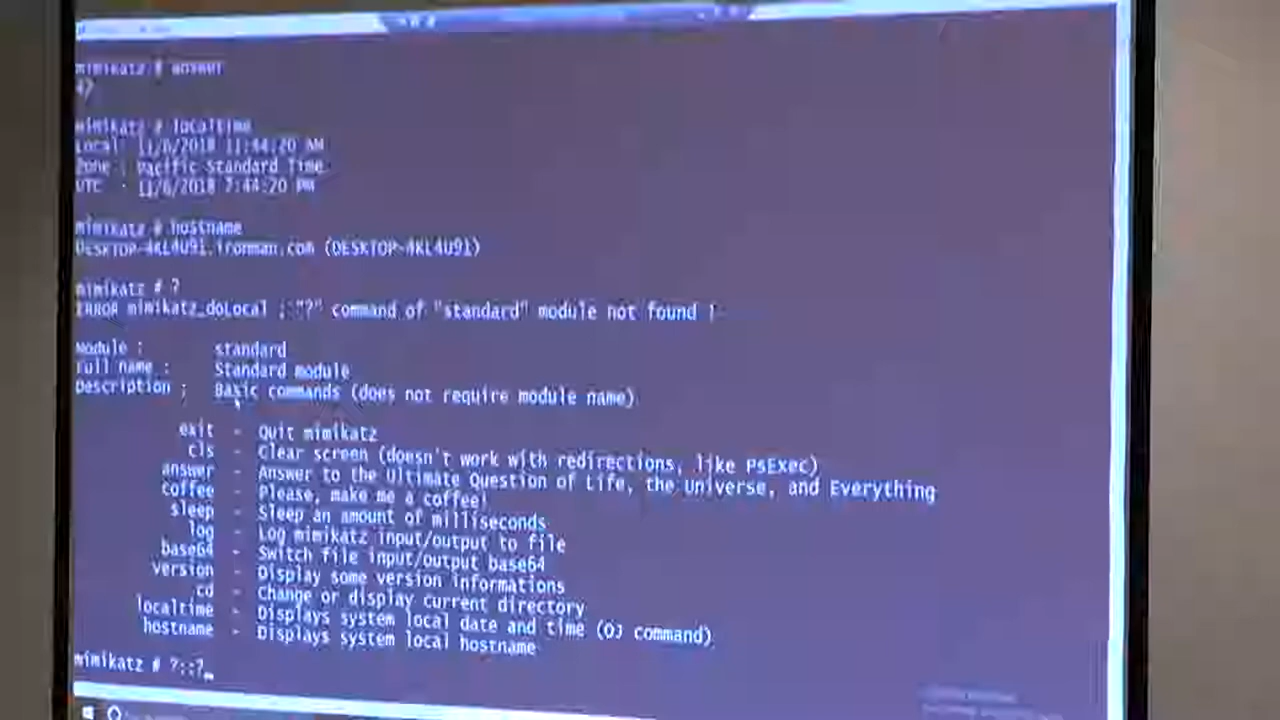 mimikatz # answer
42
mimikatz # localtime
Local: 11/6/2018 11:44:20 AM
Zone : Pacific Standard Time
UTC : 11/6/2018 7:44:20 PM
mimikatz # hostname
DESKTOP-4KL4U91.ironman.com (DESKTOP-4KL4U91)
mimikatz # ?
ERROR mimikatz_doLocal ; "?" command of "standard" module not found !
Module : standard
Full name : Standard module
Description : Basic commands (does not require module name)
exit - Quit mimikatz
cls - Clear screen (doesn't work with redirections, like PsExec)
answer - Answer to the Ultimate Question of Life, the Universe, and Everything
coffee - Please, make me a coffee!
sleep - Sleep an amount of milliseconds
log - Log mimikatz input/output to file
base64 - Switch file input/output base64
version - Display some version informations
cd - Change or display current directory
localtime - Displays system local date and time (OJ command)
hostname - Displays system local hostname
mimikatz # ?::?_